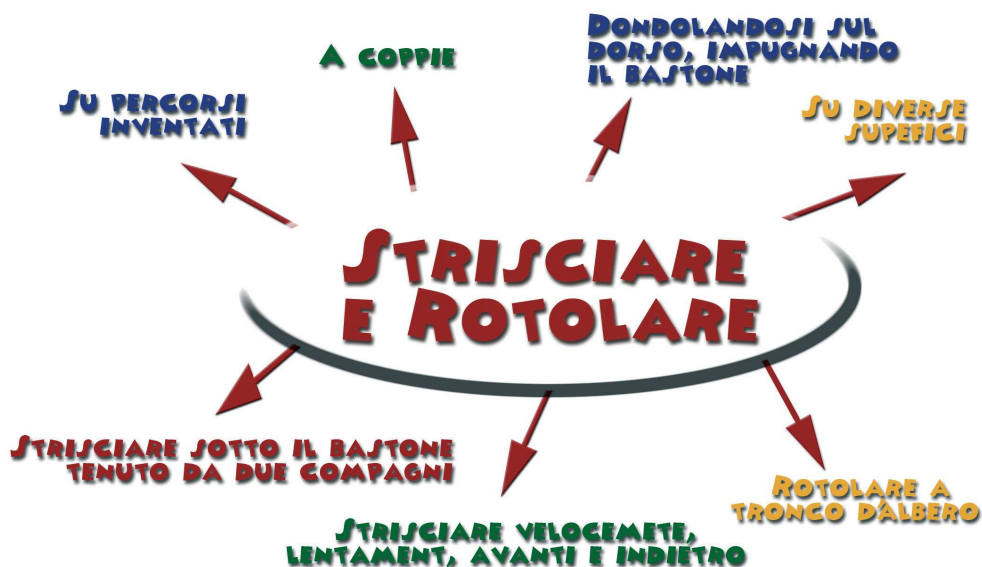 A COPPIE
DONDOLANDOSI SUL
DORSO, IMPUGNANDO
IL BASTONE
SU PERCORSI
INVENTATI
SU DIVERSE
SUPEFICI
STRISCIARE
E ROTOLARE
STRISCIARE SOTTO IL BASTONE
TENUTO DA DUE COMPAGNI
ROTOLARE A
TRONCO D'ALBERO
STRISCIARE VELOCEMETE,
LENTAMENT, AVANTI E INDIETRO